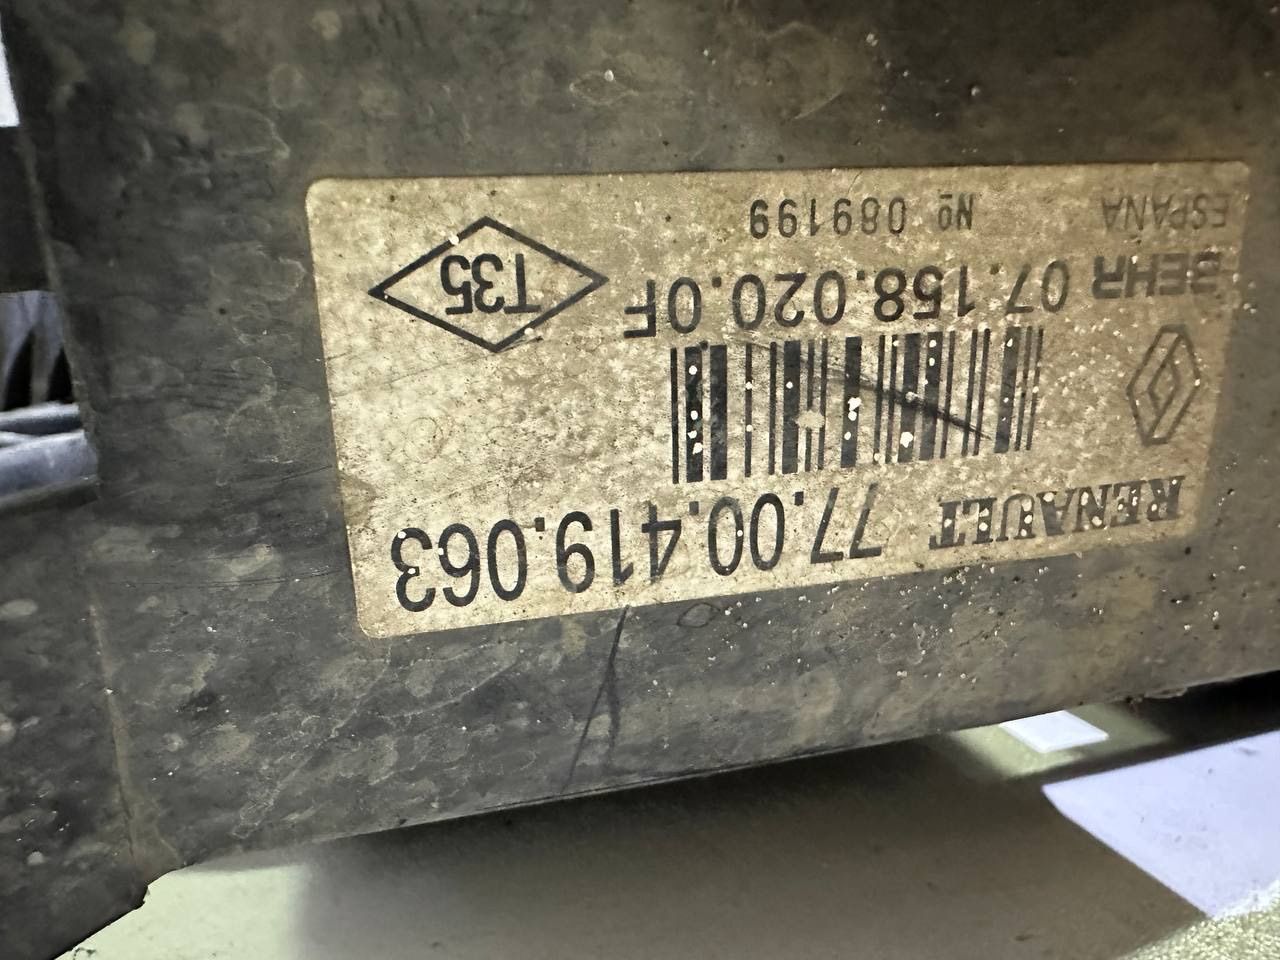 RENAULT 77.00.419.063
BEHR 07.158.020.0F
T35
ESPAÑA Nº 089199